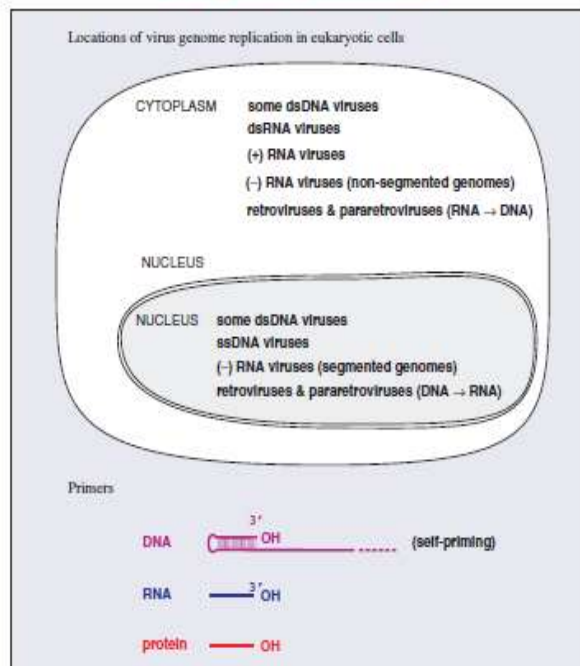 Locations of virus genome replication in eukaryotic cells
CYTOPLASM some dsDNA viruses
dsRNA viruses
(+) RNA viruses
(–) RNA viruses (non-segmented genomes)
retroviruses & pararetroviruses (RNA → DNA)
NUCLEUS
NUCLEUS some dsDNA viruses
ssDNA viruses
(–) RNA viruses (segmented genomes)
retroviruses & pararetroviruses (DNA → RNA)
Primers
3'
DNA OH (self-priming)
RNA 3' OH
protein OH